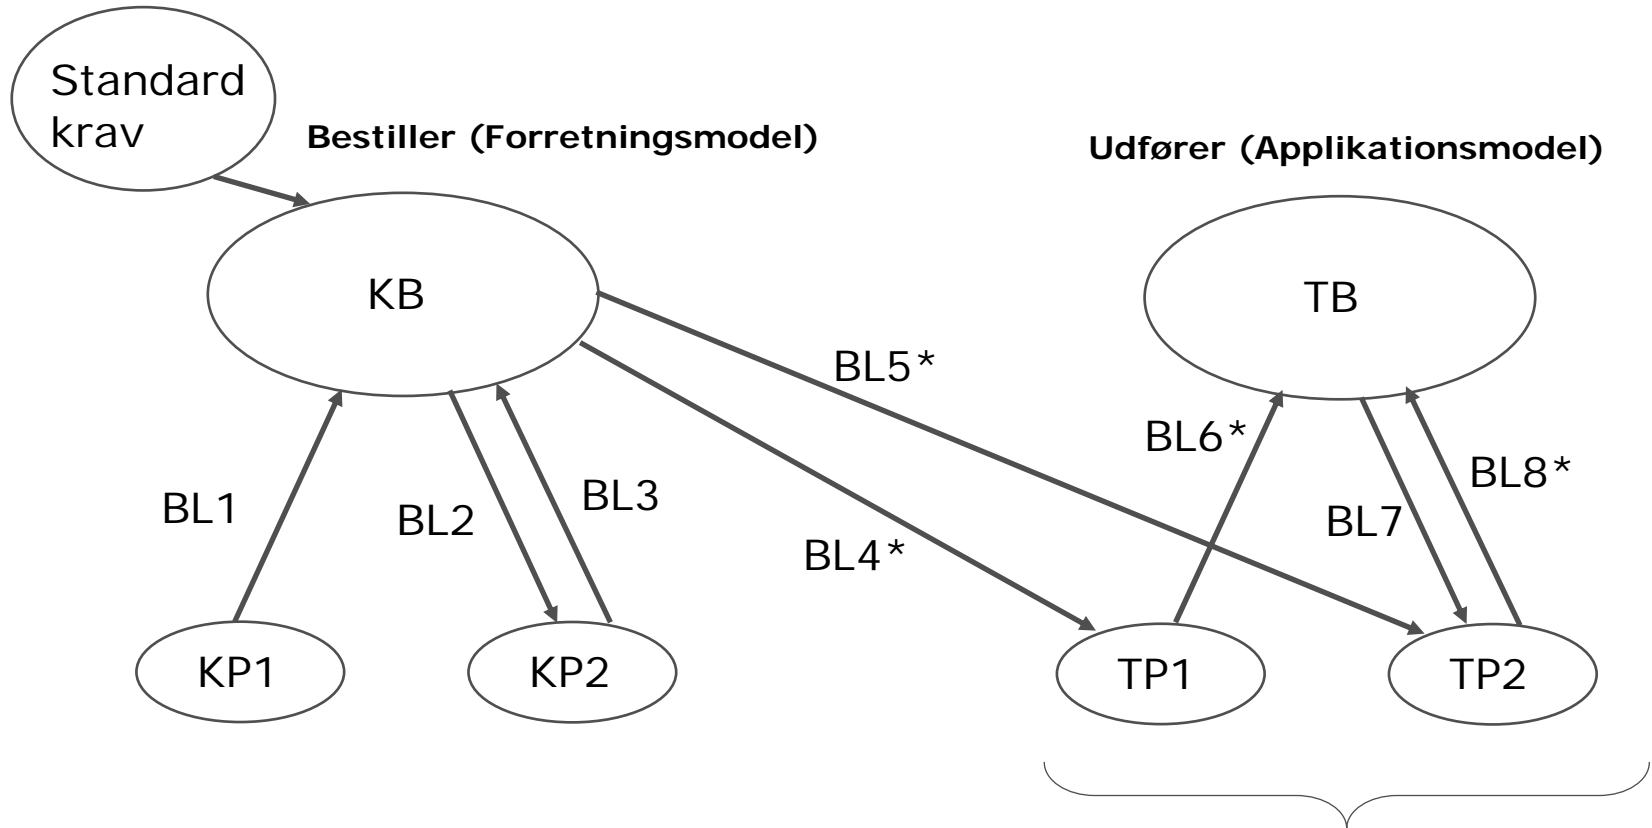 Standard
krav
Bestiller (Forretningsmodel)
Udfører (Applikationsmodel)
KB
TB
BL5*
BL6*
BL8*
BL1
BL2
BL3
BL7
BL4*
KP1
KP2
TP1
TP2